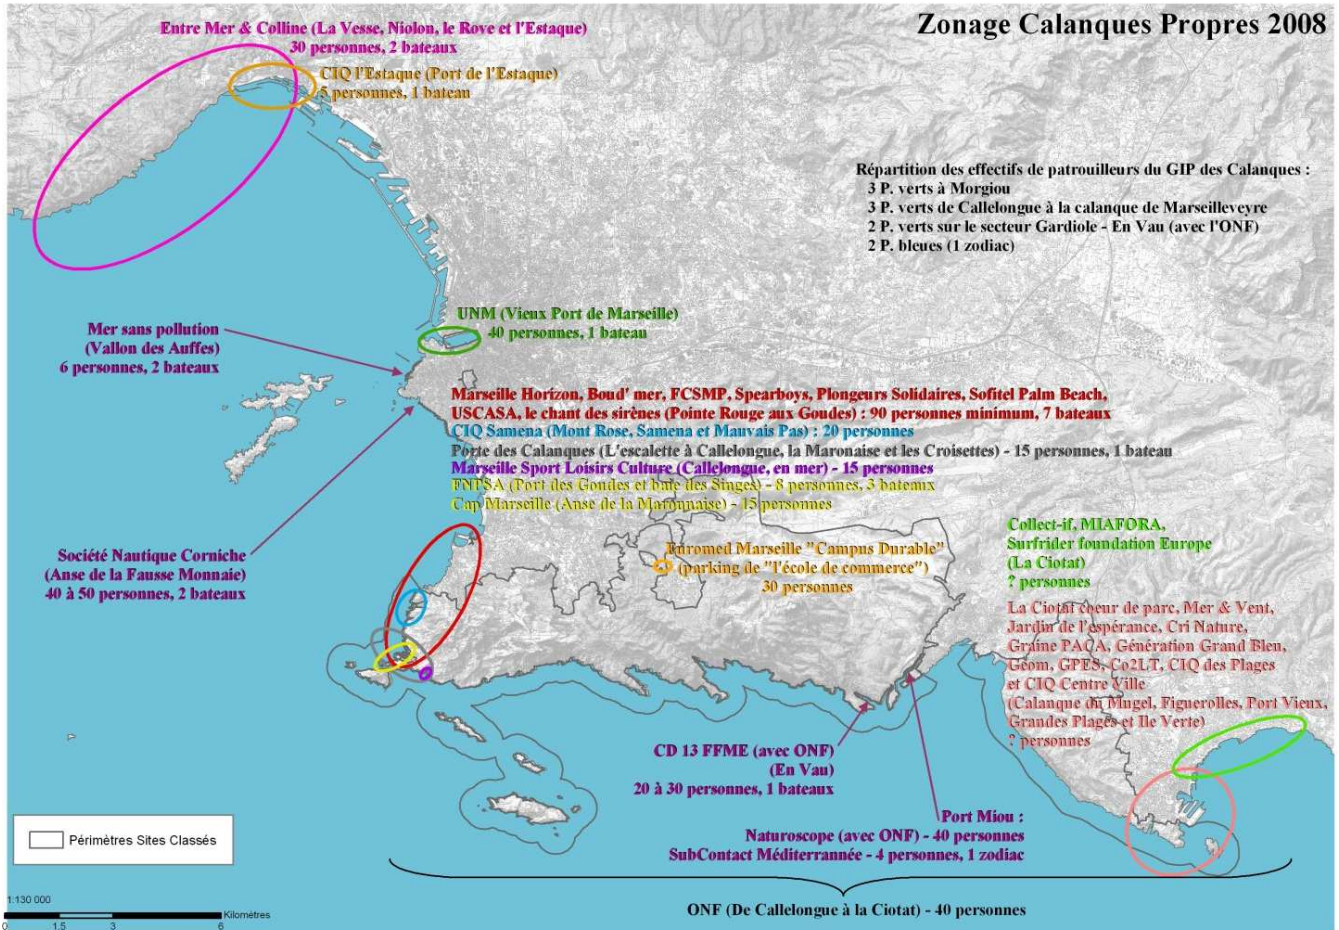 Zonage Calanques Propres 2008
Entre Mer & Colline (La Vesse, Niolon, le Rove et l'Estaque)
30 personnes, 2 bateaux
CIQ l'Estaque (Port de l'Estaque)
5 personnes, 1 bateau
Répartition des effectifs de patrouilleurs du GIP des Calanques :
3 P. verts à Morgiou
3 P. verts de Callelongue à la calanque de Marseilleveyre
2 P. verts sur le secteur Gardiole - En Vau (avec l'ONF)
2 P. bleues (1 zodiac)
UNM (Vieux Port de Marseille)
40 personnes, 1 bateau
Mer sans pollution
(Vallon des Auffes)
6 personnes, 2 bateaux
Marseille Horizon, Boud' mer, FCSMP, Spearboys, Plongeurs Solidaires, Sofitel Palm Beach,
USCASA, le chant des sirènes (Pointe Rouge aux Goudes) : 90 personnes minimum, 7 bateaux
CIQ Samena (Mont Rose, Samena et Mauvais Pas) : 20 personnes
Porte des Calanques (L'escalette à Callelongue, la Maronaise et les Croisettes) - 15 personnes, 1 bateau
Marseille Sport Loisirs Culture (Callelongue, en mer) - 15 personnes
FNPSA (Port des Goudes et baie des Singes) - 8 personnes, 3 bateaux
Cap Marseille (Anse de la Maronnaise) - 15 personnes
Société Nautique Corniche
(Anse de la Fausse Monnaie)
40 à 50 personnes, 2 bateaux
Euromed Marseille "Campus Durable"
(parking de "l'école de commerce")
30 personnes
Collect-if, MIAFORA,
Surfrider foundation Europe
(La Ciotat)
? personnes
La Ciotat coeur de parc, Mer & Vent,
Jardin de l'espérance, Cri Nature,
Graine PACA, Génération Grand Bleu,
Geom, GPES, Co2LT, CIQ des Plages
et CIQ Centre Ville
(Calanque du Mugel, Figuerolles, Port Vieux,
Grandes Plages et Ile Verte)
? personnes
CD 13 FFME (avec ONF)
(En Vau)
20 à 30 personnes, 1 bateaux
Port Miou :
Naturoscope (avec ONF) - 40 personnes
SubContact Méditerrannée - 4 personnes, 1 zodiac
ONF (De Callelongue à la Ciotat) - 40 personnes
Périmètres Sites Classés
1:130 000
Kilomètres
0 1.5 3 6